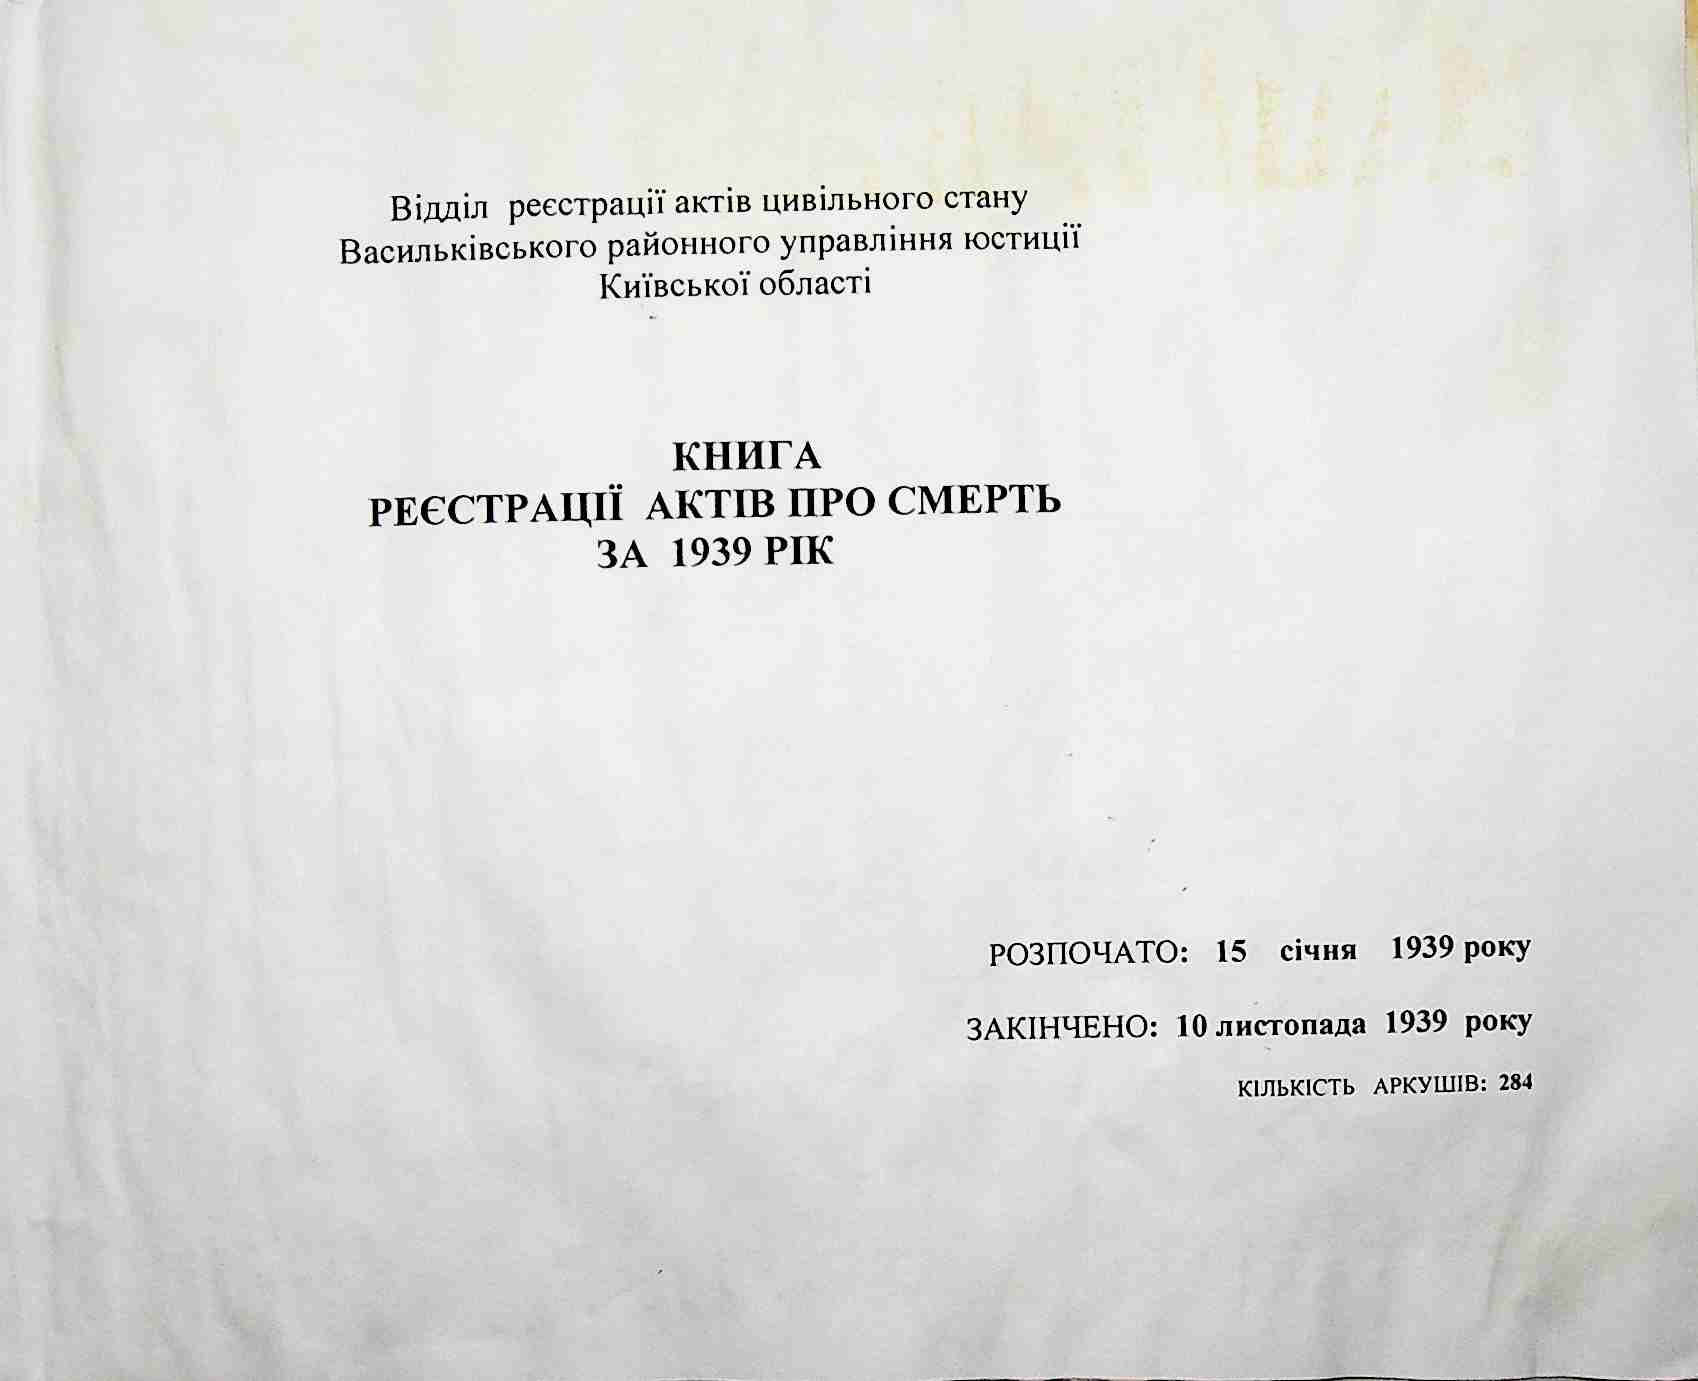 Відділ реєстрації актів цивільного стану
Васильківського районного управління юстиції
Київської області
КНИГА
РЕЄСТРАЦІЇ АКТІВ ПРО СМЕРТЬ
ЗА 1939 РІК
РОЗПОЧАТО: 15 січня 1939 року
ЗАКІНЧЕНО: 10 листопада 1939 року
КІЛЬКІСТЬ АРКУШІВ: 284